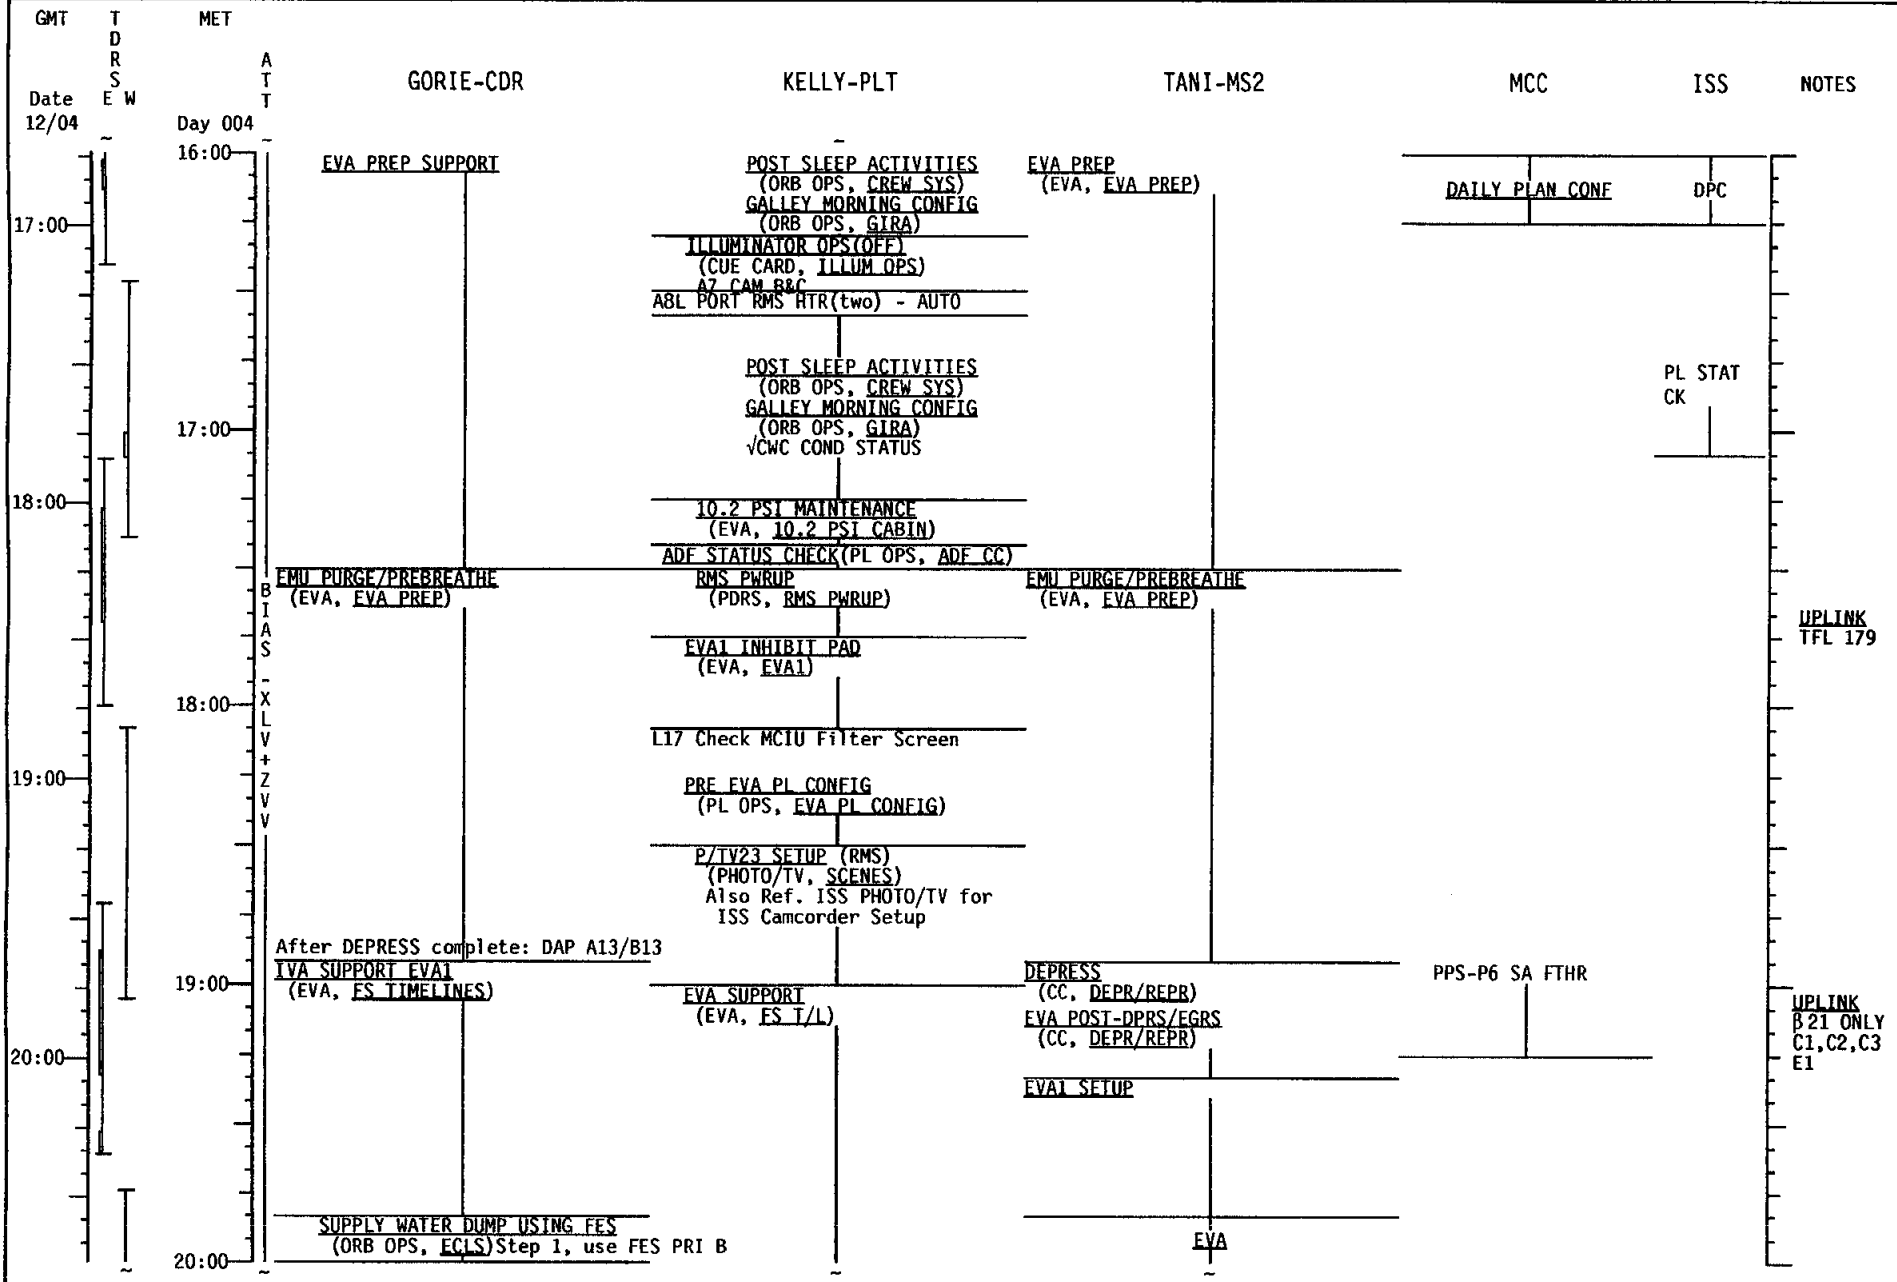 GMT
TDRS
MET
ATT
GORIE-CDR
KELLY-PLT
TANI-MS2
MCC
ISS
NOTES
Date
E W
12/04
Day 004
16:00
17:00
18:00
19:00
20:00
17:00
18:00
19:00
20:00
BIAS -XLV+ZVV
EVA PREP SUPPORT
EMU PURGE/PREBREATHE
(EVA, EVA PREP)
After DEPRESS complete: DAP A13/B13
IVA SUPPORT EVA1
(EVA, FS TIMELINES)
SUPPLY WATER DUMP USING FES
(ORB OPS, ECLS)Step 1, use FES PRI B
POST SLEEP ACTIVITIES
(ORB OPS, CREW SYS)
GALLEY MORNING CONFIG
(ORB OPS, GIRA)
ILLUMINATOR OPS(OFF)
(CUE CARD, ILLUM OPS)
A7 CAM B&C
A8L PORT RMS HTR(two) - AUTO
POST SLEEP ACTIVITIES
(ORB OPS, CREW SYS)
GALLEY MORNING CONFIG
(ORB OPS, GIRA)
√CWC COND STATUS
10.2 PSI MAINTENANCE
(EVA, 10.2 PSI CABIN)
ADF STATUS CHECK(PL OPS, ADF CC)
RMS PWRUP
(PDRS, RMS PWRUP)
EVA1 INHIBIT PAD
(EVA, EVA1)
L17 Check MCIU Filter Screen
PRE EVA PL CONFIG
(PL OPS, EVA PL CONFIG)
P/TV23 SETUP (RMS)
(PHOTO/TV, SCENES)
Also Ref. ISS PHOTO/TV for
ISS Camcorder Setup
EVA SUPPORT
(EVA, FS T/L)
EVA PREP
(EVA, EVA PREP)
EMU PURGE/PREBREATHE
(EVA, EVA PREP)
DEPRESS
(CC, DEPR/REPR)
EVA POST-DPRS/EGRS
(CC, DEPR/REPR)
EVA1 SETUP
EVA
DAILY PLAN CONF
PPS-P6 SA FTHR
DPC
PL STAT
CK
UPLINK
TFL 179
UPLINK
β21 ONLY
C1,C2,C3
E1